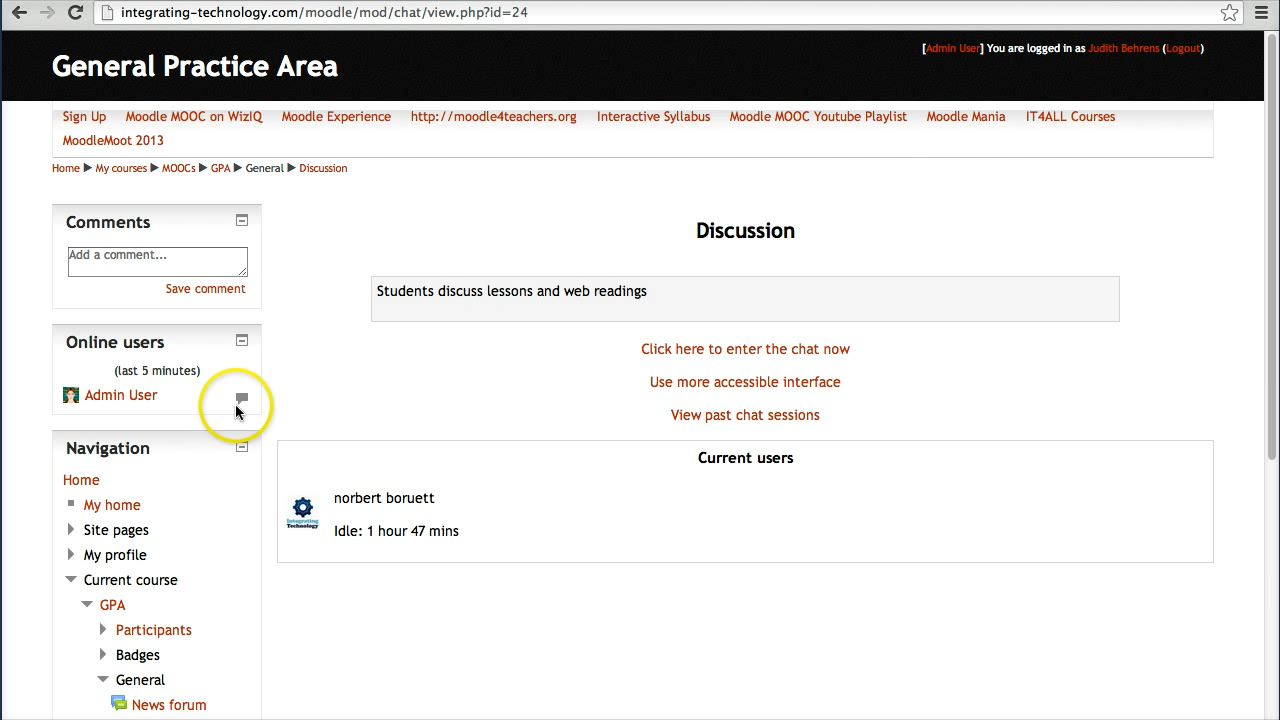 integrating-technology.com/moodle/mod/chat/view.php?id=24
General Practice Area
[Admin User] You are logged in as Judith Behrens (Logout)
Sign Up Moodle MOOC on WizIQ Moodle Experience http://moodle4teachers.org Interactive Syllabus Moodle MOOC Youtube Playlist Moodle Mania IT4ALL Courses
MoodleMoot 2013
Home ▶ My courses ▶ MOOCs ▶ GPA ▶ General ▶ Discussion
Comments
Add a comment...
Save comment
Online users
(last 5 minutes)
Admin User
Navigation
Home
My home
Site pages
My profile
Current course
GPA
Participants
Badges
General
News forum
Discussion
Students discuss lessons and web readings
Click here to enter the chat now
Use more accessible interface
View past chat sessions
Current users
Integrating
Technology
norbert boruett
Idle: 1 hour 47 mins